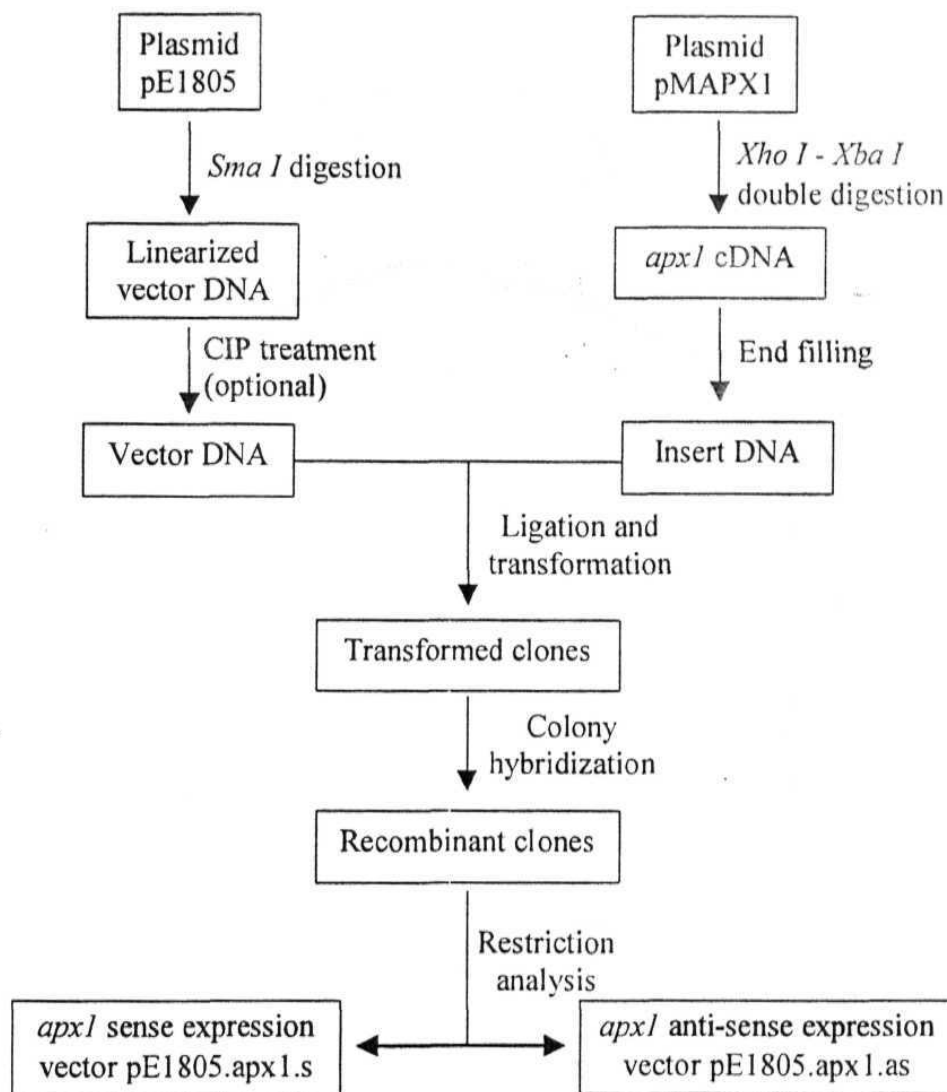 Plasmid
pE1805
Plasmid
pMAPX1
Sma I digestion
Xho I - Xba I
double digestion
Linearized
vector DNA
apx1 cDNA
CIP treatment
(optional)
End filling
Vector DNA
Insert DNA
Ligation and
transformation
Transformed clones
Colony
hybridization
Recombinant clones
Restriction
analysis
apx1 sense expression
vector pE1805.apx1.s
apx1 anti-sense expression
vector pE1805.apx1.as